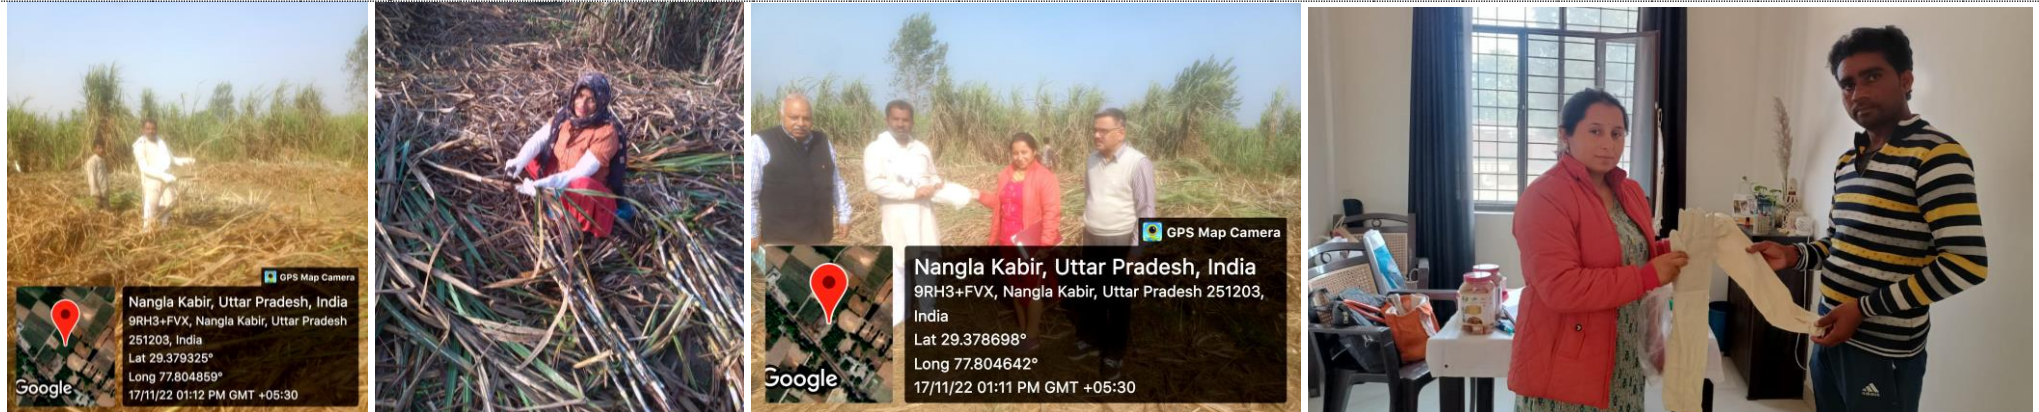 GPS Map Camera
Nangla Kabir, Uttar Pradesh, India
9RH3+FVX, Nangla Kabir, Uttar Pradesh
251203, India
Lat 29.379325°
Long 77.804859°
17/11/22 01:12 PM GMT +05:30
Google
GPS Map Camera
Nangla Kabir, Uttar Pradesh, India
9RH3+FVX, Nangla Kabir, Uttar Pradesh 251203,
India
Lat 29.378698°
Long 77.804642°
17/11/22 01:11 PM GMT +05:30
Google